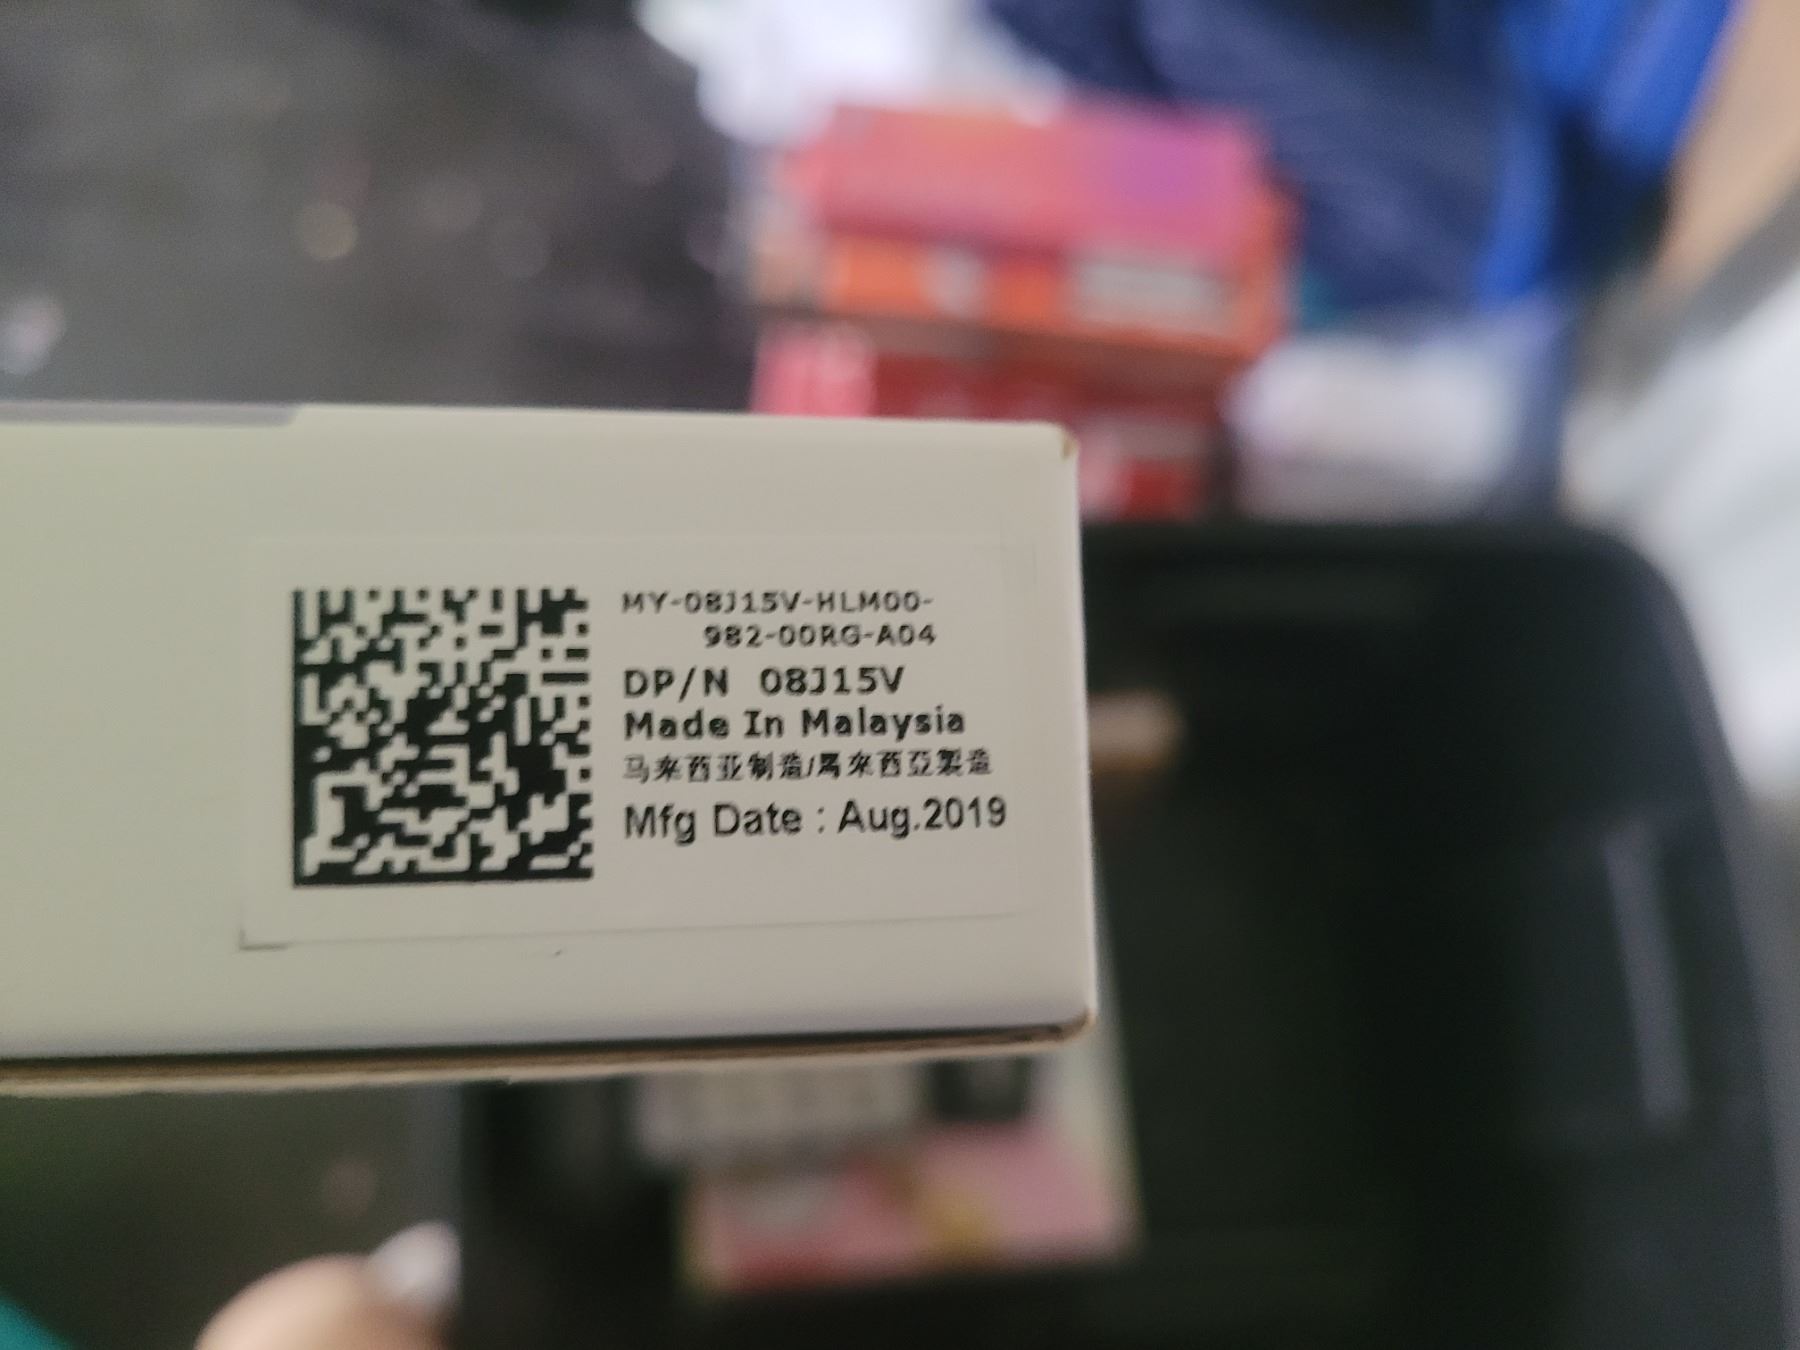 MY-08J15V-HLM00-
982-00RG-A04
DP/N 08J15V
Made In Malaysia
马来西亚制造/馬來西亞製造
Mfg Date : Aug.2019